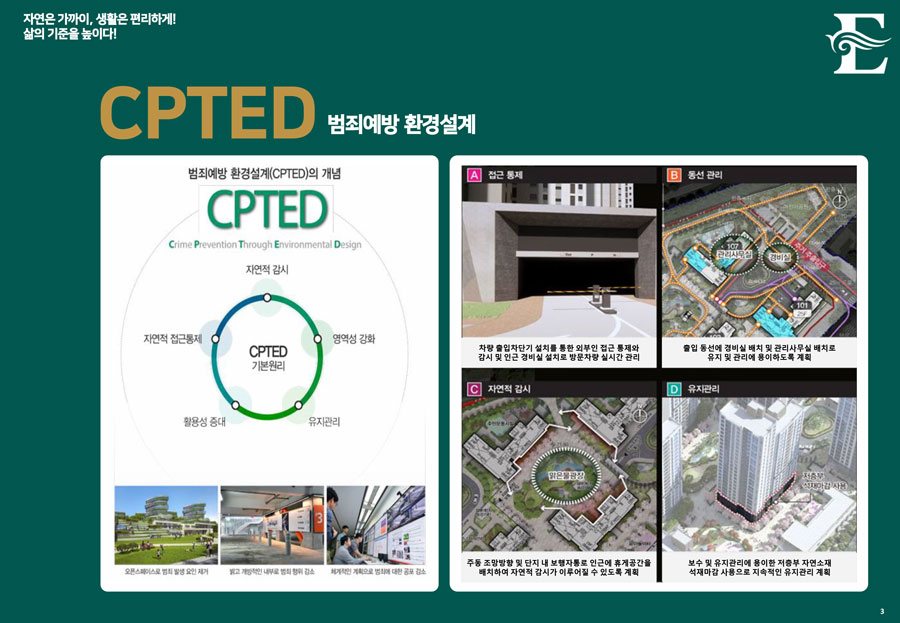 자연은 가까이, 생활은 편리하게!
삶의 기준을 높이다!
E
CPTED 범죄예방 환경설계
범죄예방 환경설계(CPTED)의 개념
CPTED
Crime Prevention Through Environmental Design
자연적 감시
자연적 접근통제
영역성 강화
CPTED
기본원리
활용성 증대
유지관리
오픈스페이스로 범죄 발생 요인 제거
밝고 개방적인 내부로 범죄 행위 감소
체계적인 계획으로 범죄에 대한 공포 감소
A 접근 통제
차량 출입차단기 설치를 통한 외부인 접근 통제와
감시 및 인근 경비실 설치로 방문차량 실시간 관리
B 동선 관리
107
관리사무실
경비실
주거 주출입구
101
25F
출입 동선에 경비실 배치 및 관리사무실 배치로
유지 및 관리에 용이하도록 계획
C 자연적 감시
맑은물광장
주동 조망방향 및 단지 내 보행자통로 인근에 휴게공간을
배치하여 자연적 감시가 이루어질 수 있도록 계획
D 유지관리
저층부
석재마감 사용
보수 및 유지관리에 용이한 저층부 자연소재
석재마감 사용으로 지속적인 유지관리 계획
3